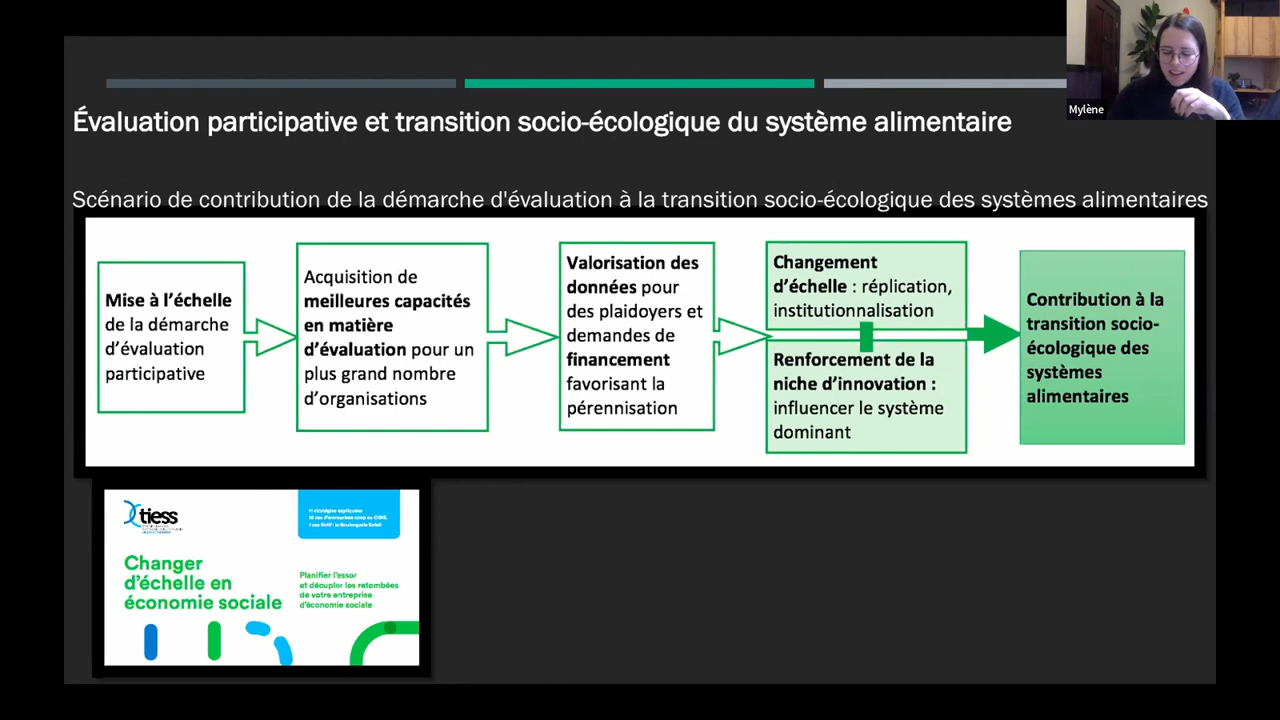 Mylène
Évaluation participative et transition socio-écologique du système alimentaire
Scénario de contribution de la démarche d'évaluation à la transition socio-écologique des systèmes alimentaires
Mise à l'échelle
de la démarche
d'évaluation
participative
Acquisition de
meilleures capacités
en matière
d'évaluation pour un
plus grand nombre
d'organisations
Valorisation des
données pour
des plaidoyers et
demandes de
financement
favorisant la
pérennisation
Changement
d'échelle : réplication,
institutionnalisation
Renforcement de la
niche d'innovation :
influencer le système
dominant
Contribution à la
transition socio-
écologique des
systèmes
alimentaires
tiess
11 stratégies expliquées
Changer
d'échelle en
économie sociale
Planifier l'essor
et décupler les retombées
de votre entreprise
d'économie sociale